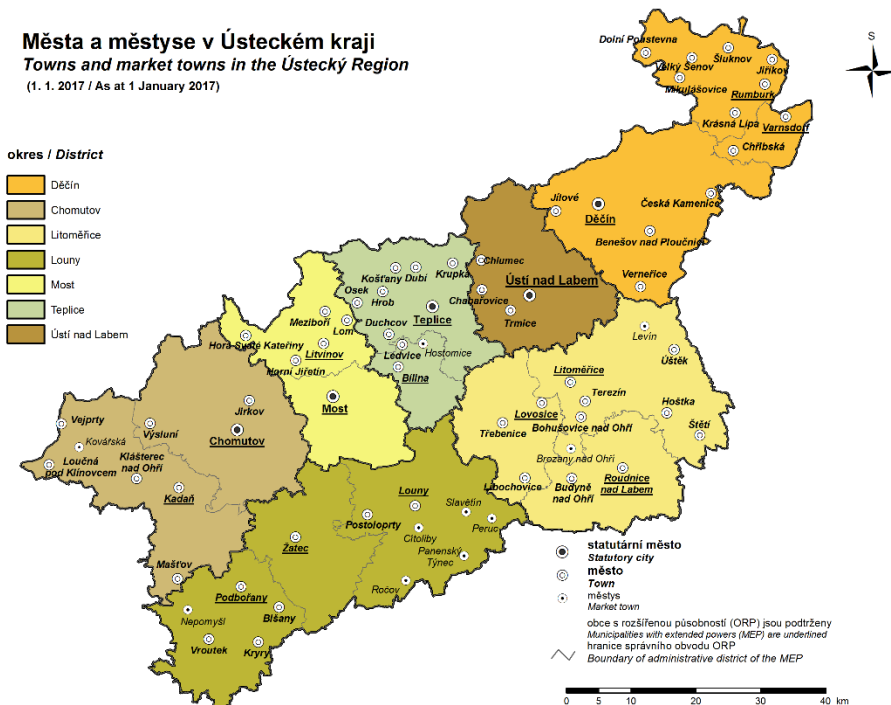 Města a městyse v Ústeckém kraji
Towns and market towns in the Ústecký Region
(1. 1. 2017 / As at 1 January 2017)
S
okres / District
Děčín
Chomutov
Litoměřice
Louny
Most
Teplice
Ústí nad Labem
Dolní Poustevna
Šluknov
Velký Šenov
Jiříkov
Mikulášovice
Rumburk
Krásná Lípa
Varnsdorf
Chřibská
Jílové
Česká Kamenice
Děčín
Benešov nad Ploučnicí
Verneřice
Chlumec
Ústí nad Labem
Chabařovice
Trmice
Košťany
Dubí
Krupka
Osek
Hrob
Teplice
Duchcov
Ledvice
Hostomice
Bílina
Meziboří
Lom
Hora Svaté Kateřiny
Litvínov
Horní Jiřetín
Most
Levín
Úštěk
Litoměřice
Terezín
Hoštka
Lovosice
Bohušovice nad Ohří
Štětí
Třebenice
Brozany nad Ohří
Libochovice
Budyně
nad Ohří
Roudnice
nad Labem
Jirkov
Vejprty
Výsluní
Chomutov
Kovářská
Loučná
pod Klínovcem
Klášterec
nad Ohří
Kadaň
Mašťov
Louny
Slavětín
Postoloprty
Peruc
Cítoliby
Žatec
Panenský
Týnec
Ročov
Podbořany
Blšany
Nepomyšl
Vroutek
Kryry
statutární město
Statutory city
město
Town
městys
Market town
obce s rozšířenou působností (ORP) jsou podtrženy
Municipalities with extended powers (MEP) are underlined
hranice správního obvodu ORP
Boundary of administrative district of the MEP
0 5 10 20 30 40 km